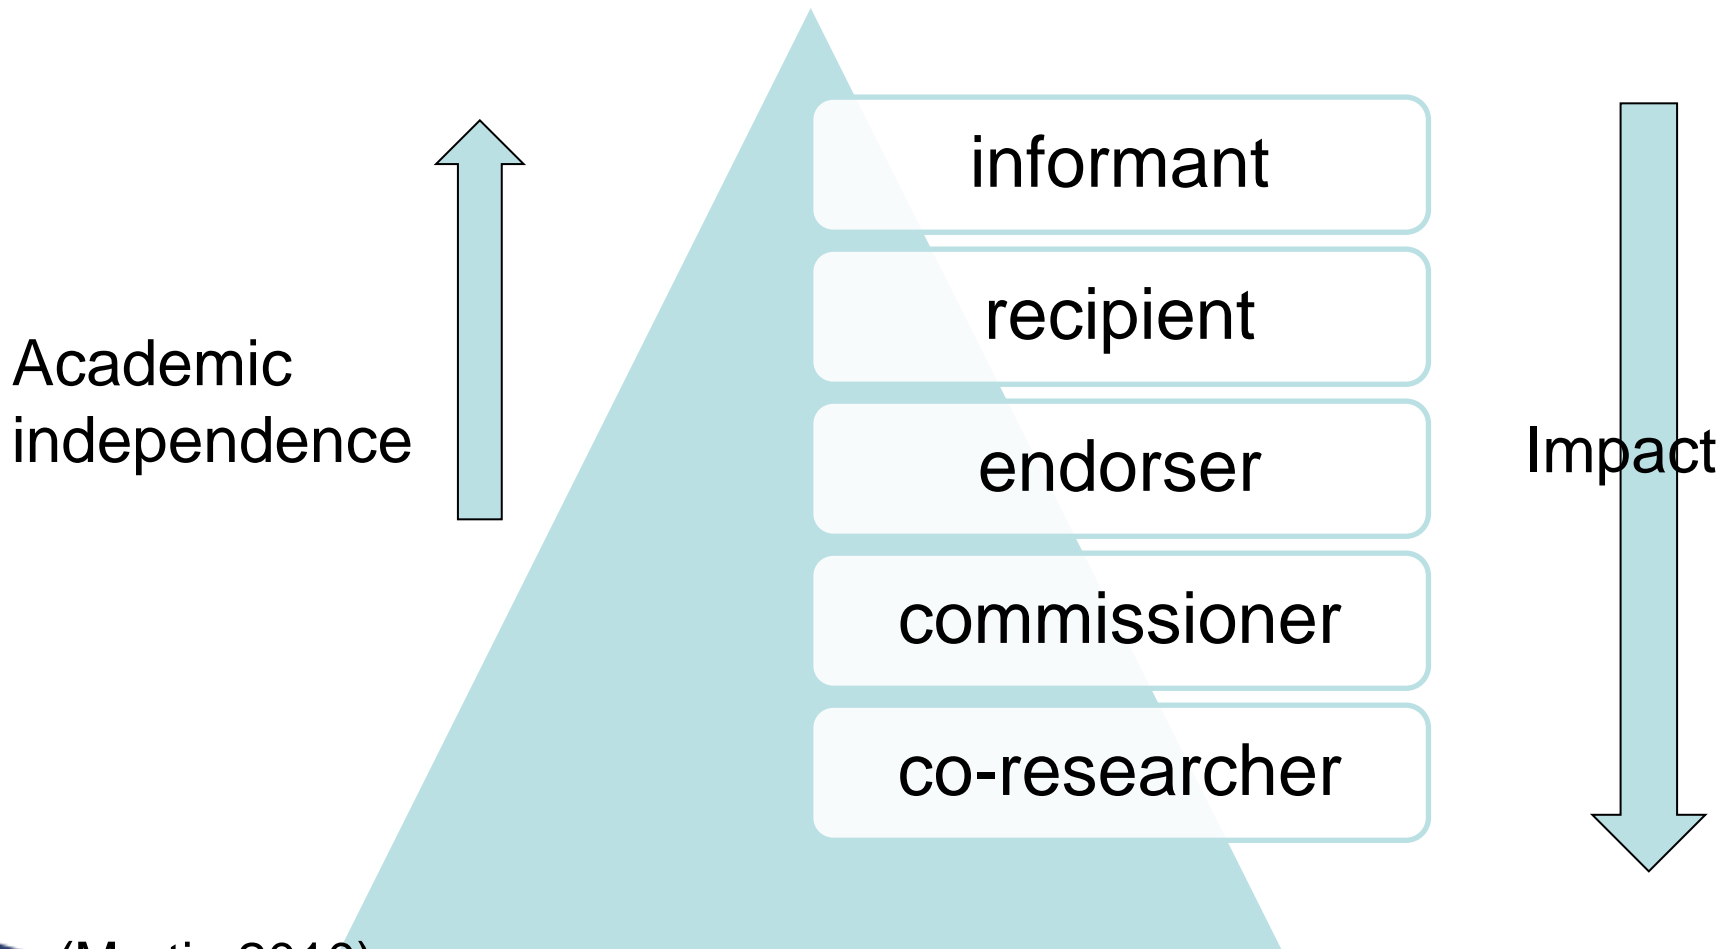 informant
recipient
Academic
independence
endorser
Impact
commissioner
co-researcher